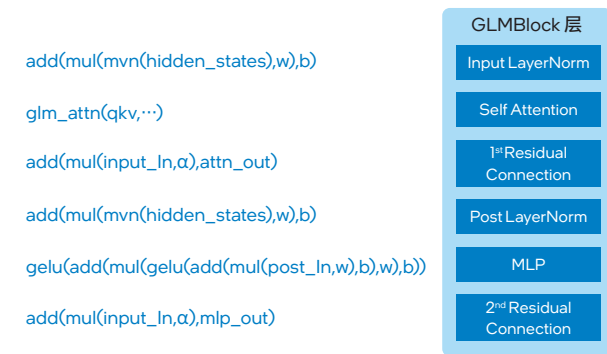 GLMBlock 层
add(mul(mvn(hidden_states),w),b)
Input LayerNorm
glm_attn(qkv,…)
Self Attention
add(mul(input_ln,α),attn_out)
1st Residual
Connection
add(mul(mvn(hidden_states),w),b)
Post LayerNorm
gelu(add(mul(gelu(add(mul(post_ln,w),b),w),b))
MLP
add(mul(input_ln,α),mlp_out)
2nd Residual
Connection